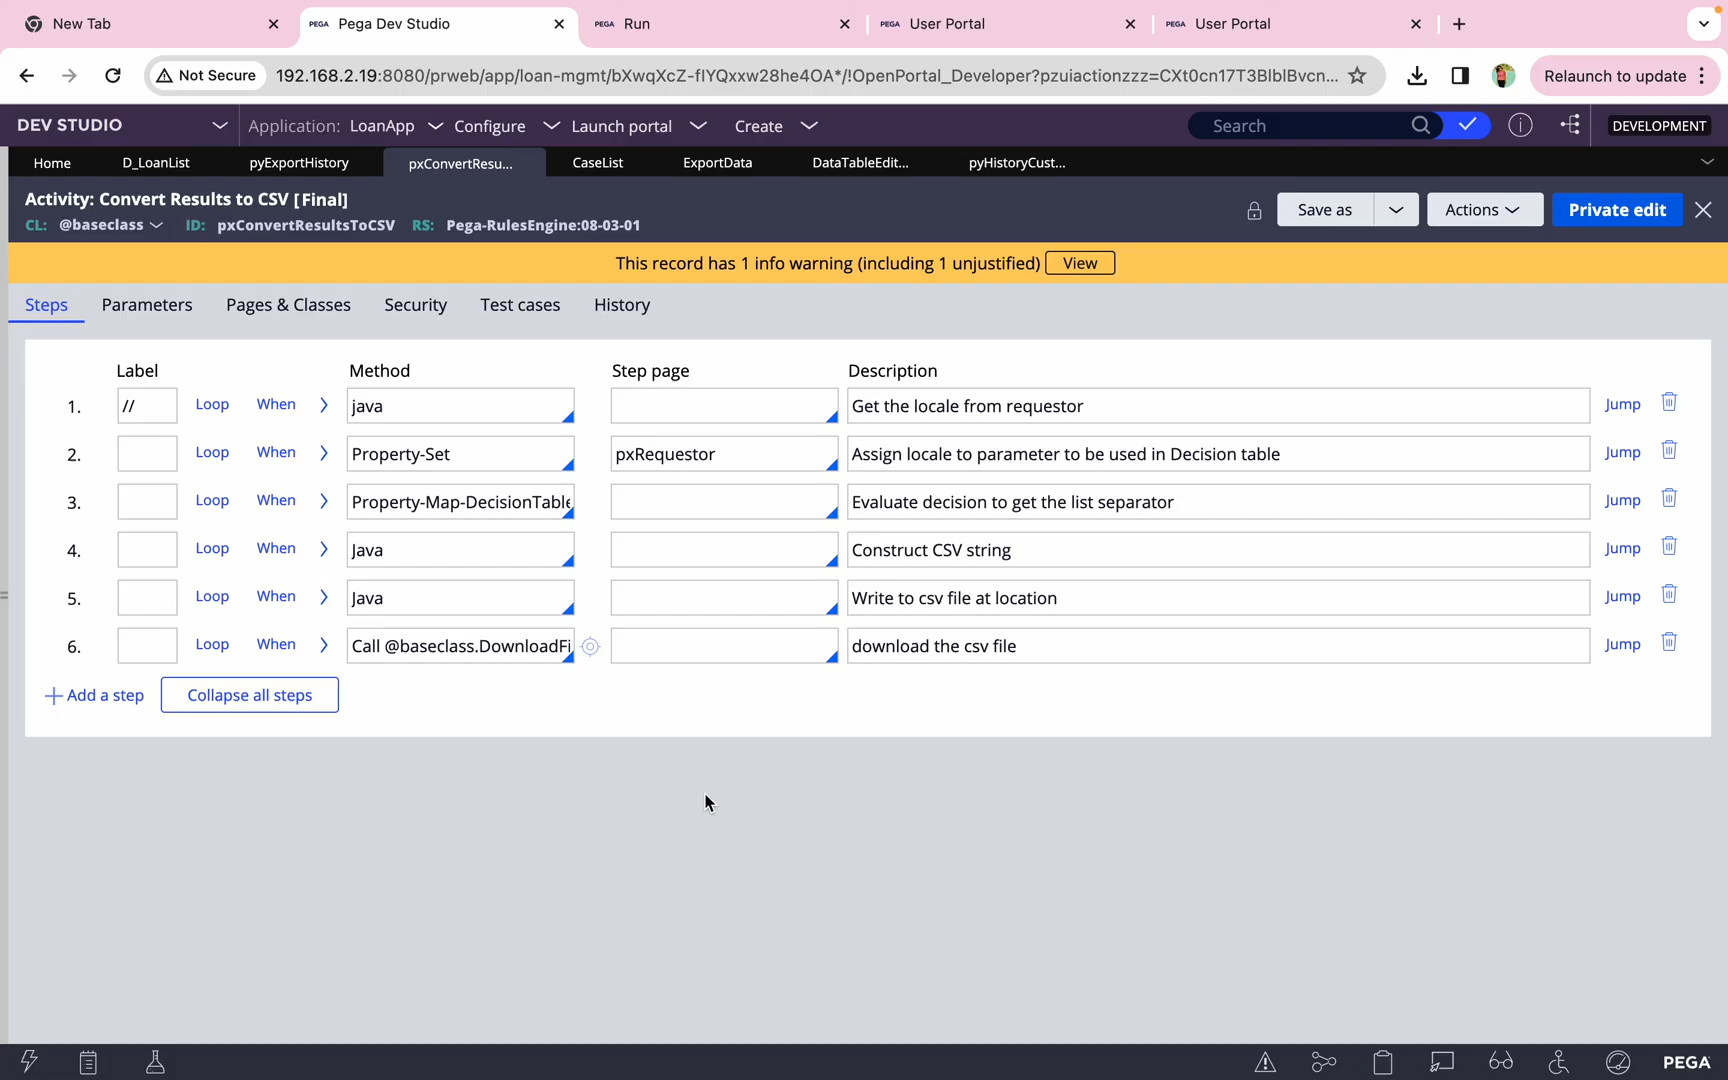 New Tab
PEGA Pega Dev Studio
PEGA Run
PEGA User Portal
PEGA User Portal
Not Secure 192.168.2.19:8080/prweb/app/loan-mgmt/bXwqXcZ-fIYQxxw28he4OA*/!OpenPortal_Developer?pzuiactionzzz=CXt0cn17T3BlblBvcn...
Relaunch to update
DEV STUDIO Application: LoanApp Configure Launch portal Create Search DEVELOPMENT
Home D_LoanList pyExportHistory pxConvertResu... CaseList ExportData DataTableEdit... pyHistoryCust...
Activity: Convert Results to CSV [Final]
CL: @baseclass ID: pxConvertResultsToCSV RS: Pega-RulesEngine:08-03-01
Save as Actions Private edit
This record has 1 info warning (including 1 unjustified) View
Steps Parameters Pages & Classes Security Test cases History
Label Method Step page Description
1. // Loop When java Get the locale from requestor Jump
2. Loop When Property-Set pxRequestor Assign locale to parameter to be used in Decision table Jump
3. Loop When Property-Map-DecisionTable Evaluate decision to get the list separator Jump
4. Loop When Java Construct CSV string Jump
5. Loop When Java Write to csv file at location Jump
6. Loop When Call @baseclass.DownloadFi download the csv file Jump
Add a step Collapse all steps
PEGA